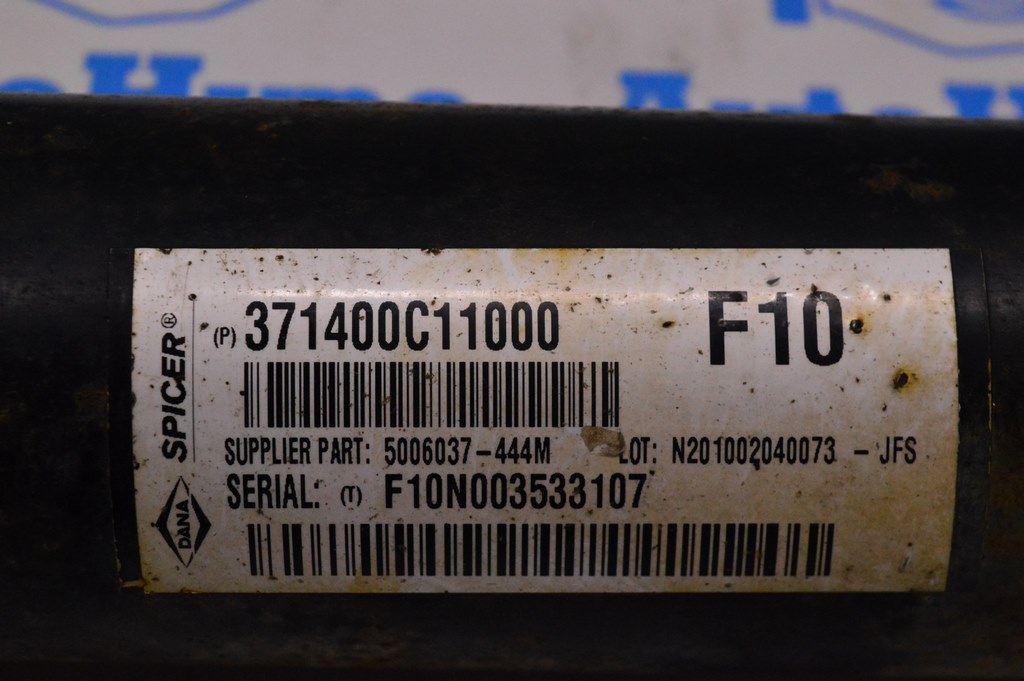 (P) 371400C11000
F10
SUPPLIER PART: 5006037-444M LOT: N201002040073 - JFS
SERIAL: (T) F10N003533107
SPICER®
DANA